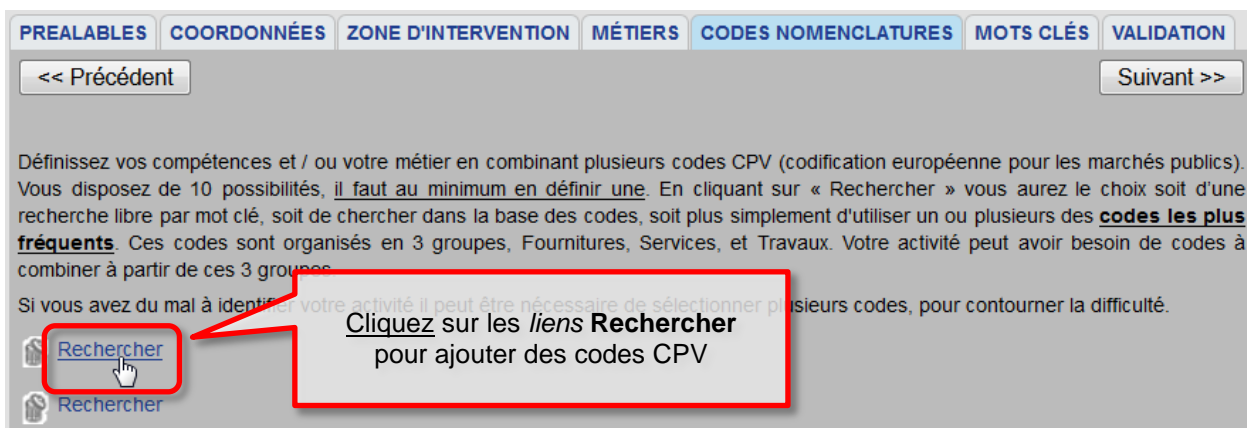 PREALABLES COORDONNÉES ZONE D'INTERVENTION MÉTIERS CODES NOMENCLATURES MOTS CLÉS VALIDATION
<< Précédent Suivant >>
Définissez vos compétences et / ou votre métier en combinant plusieurs codes CPV (codification européenne pour les marchés publics).
Vous disposez de 10 possibilités, il faut au minimum en définir une. En cliquant sur « Rechercher » vous aurez le choix soit d'une
recherche libre par mot clé, soit de chercher dans la base des codes, soit plus simplement d'utiliser un ou plusieurs des codes les plus
fréquents. Ces codes sont organisés en 3 groupes, Fournitures, Services, et Travaux. Votre activité peut avoir besoin de codes à
combiner à partir de ces 3 groupes.
Si vous avez du mal à identifier votre activité il peut être nécessaire de sélectionner plusieurs codes, pour contourner la difficulté.
Cliquez sur les liens Rechercher
pour ajouter des codes CPV
Rechercher
Rechercher